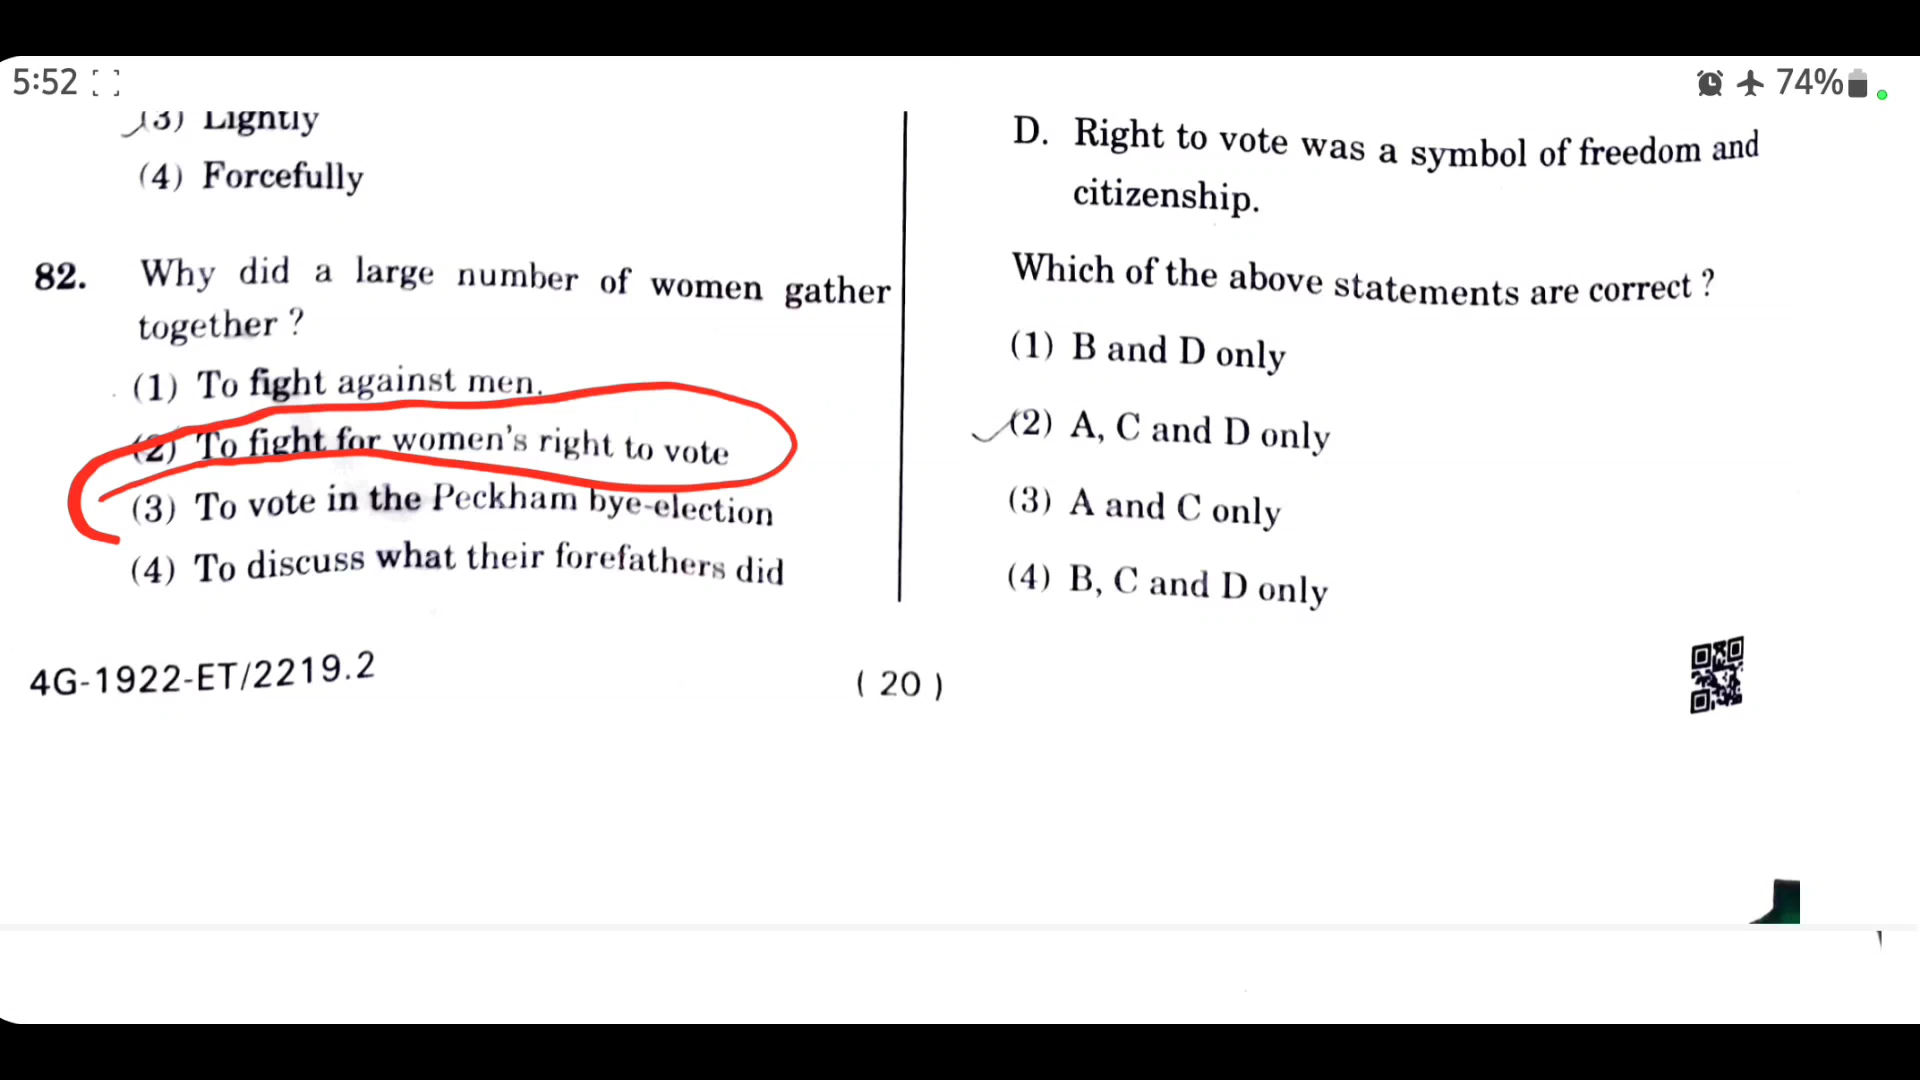 5:52
74%
(3) Lightly
(4) Forcefully
82. Why did a large number of women gather
together ?
(1) To fight against men.
(2) To fight for women's right to vote
(3) To vote in the Peckham bye-election
(4) To discuss what their forefathers did
D. Right to vote was a symbol of freedom and
citizenship.
Which of the above statements are correct ?
(1) B and D only
(2) A, C and D only
(3) A and C only
(4) B, C and D only
4G-1922-ET/2219.2
( 20 )